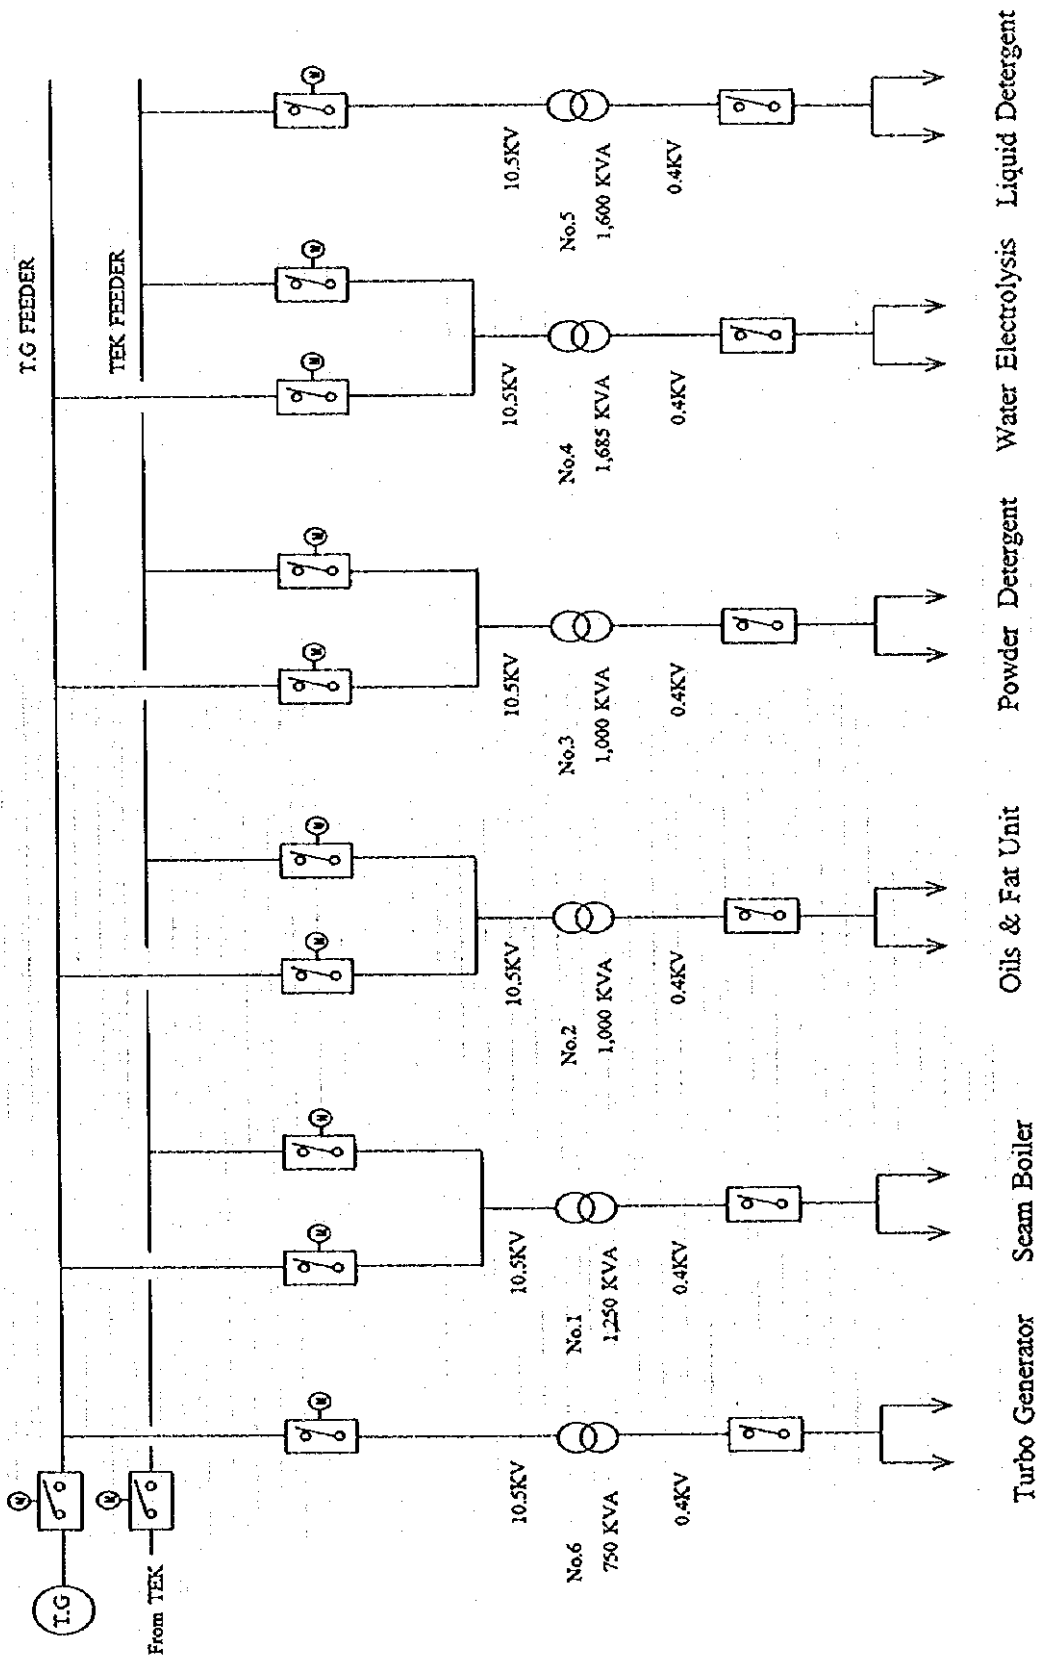 T.G FEEDER
TEK FEEDER
T.G
From TEK
M
M
M
M
M
M
M
M
M
M
M
M
10.5KV
10.5KV
10.5KV
10.5KV
10.5KV
10.5KV
No.6
750 KVA
No.1
1,250 KVA
No.2
1,000 KVA
No.3
1,000 KVA
No.4
1,685 KVA
No.5
1,600 KVA
0.4KV
0.4KV
0.4KV
0.4KV
0.4KV
0.4KV
Turbo Generator
Seam Boiler
Oils & Fat Unit
Powder Detergent
Water Electrolysis
Liquid Detergent